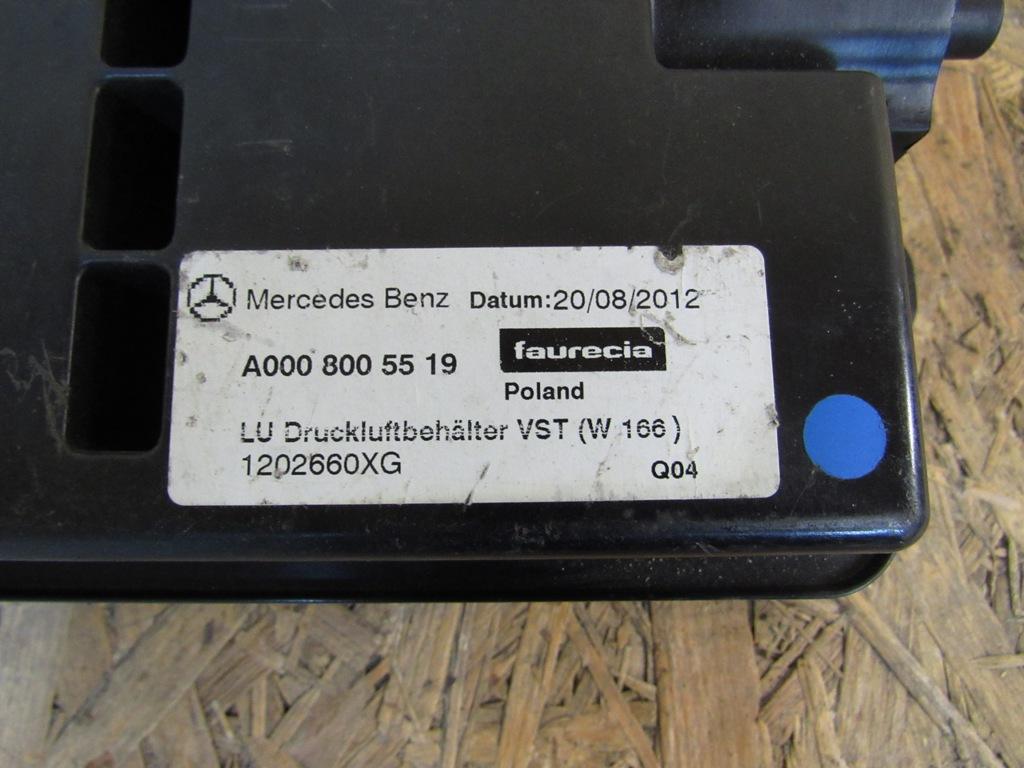 Mercedes Benz Datum:20/08/2012
A000 800 55 19 faurecia
Poland
LU Druckluftbehälter VST (W 166 )
1202660XG Q04